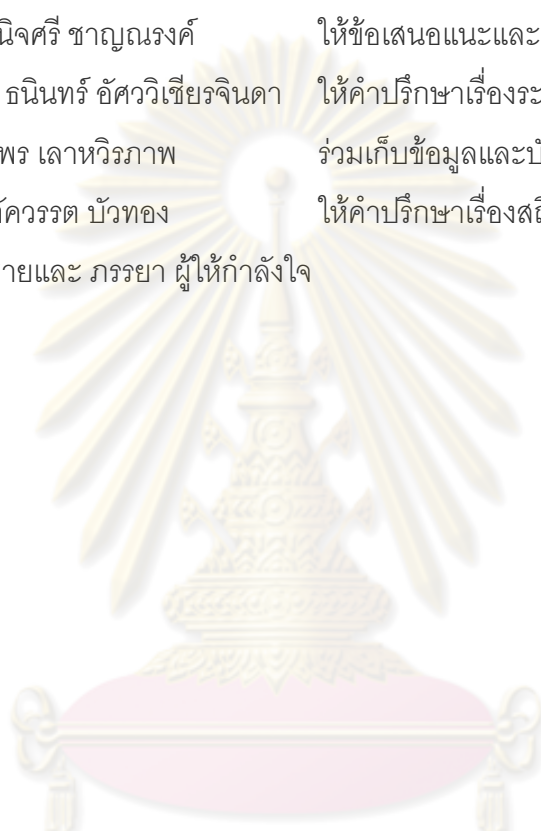 นิจศรี ชาญณรงค์ ให้ข้อเสนอแนะและ
ธนินทร์ อัศววิเชียรจินดา ให้คำปรึกษาเรื่องระ
พร เลาหวิรภาพ ร่วมเก็บข้อมูลและบั
ัควรรต บัวทอง ให้คำปรึกษาเรื่องสถิ
ายและ ภรรยา ผู้ให้กำลังใจ